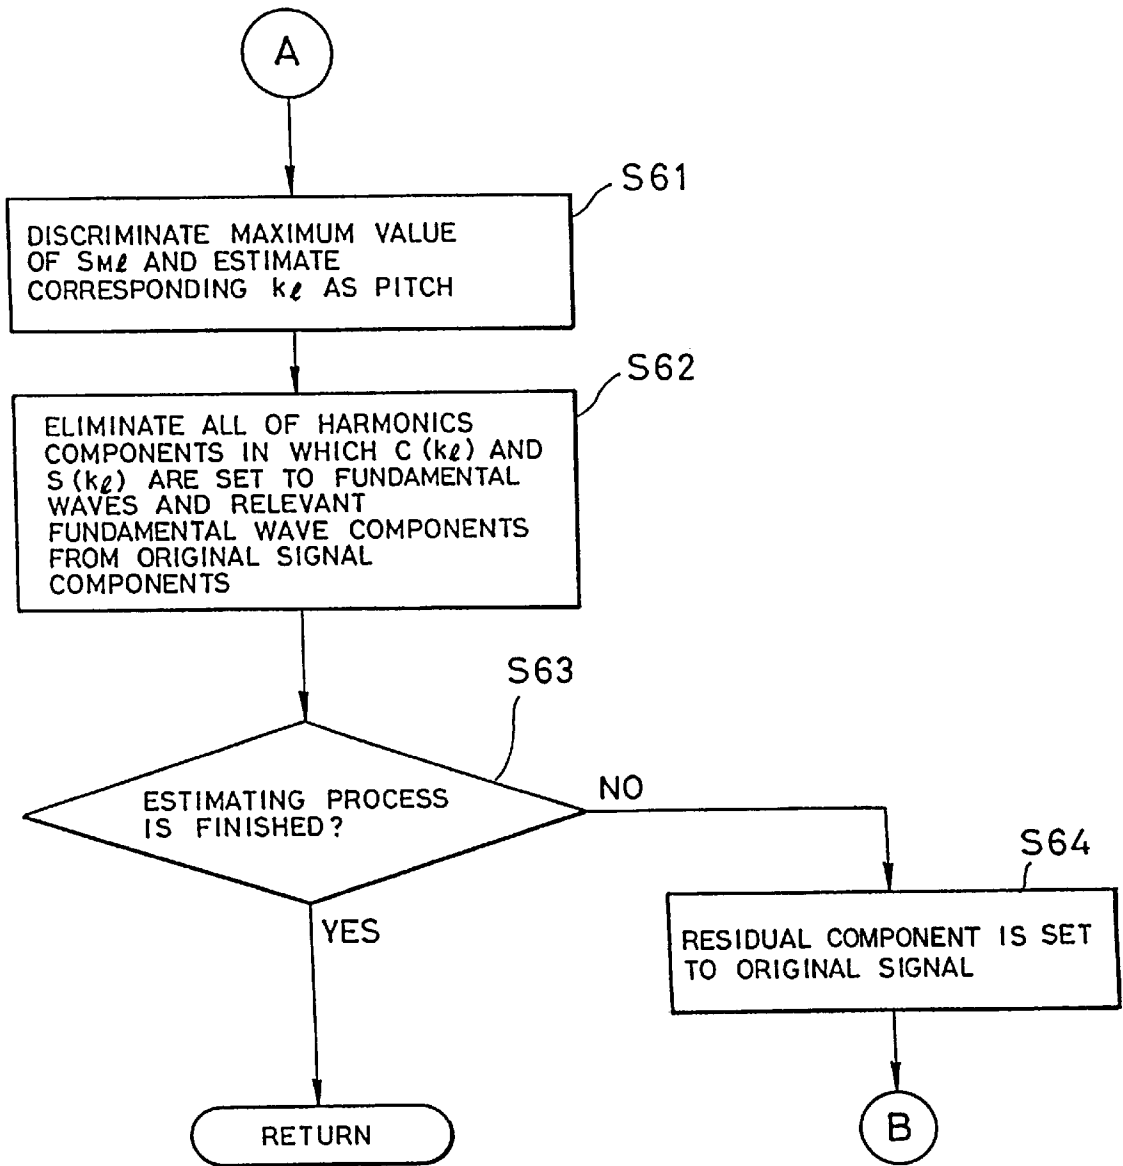 A
S61
DISCRIMINATE MAXIMUM VALUE
OF SMℓ AND ESTIMATE
CORRESPONDING kℓ AS PITCH
S62
ELIMINATE ALL OF HARMONICS
COMPONENTS IN WHICH C(kℓ) AND
S(kℓ) ARE SET TO FUNDAMENTAL
WAVES AND RELEVANT
FUNDAMENTAL WAVE COMPONENTS
FROM ORIGINAL SIGNAL
COMPONENTS
S63
ESTIMATING PROCESS
IS FINISHED?
NO
YES
S64
RESIDUAL COMPONENT IS SET
TO ORIGINAL SIGNAL
RETURN
B